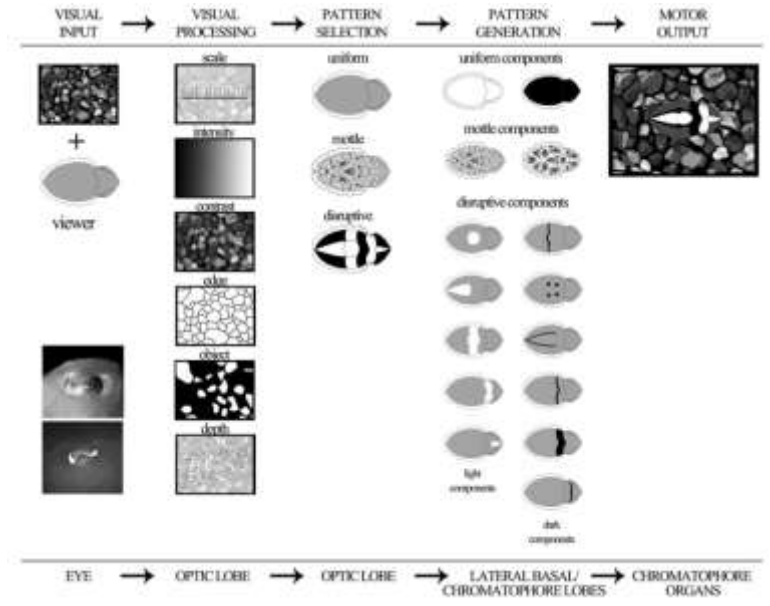 VISUAL INPUT
VISUAL PROCESSING
PATTERN SELECTION
PATTERN GENERATION
MOTOR OUTPUT
scale
uniform
uniform components
+
intensity
mottle
mottle components
viewer
contrast
disruptive
disruptive components
edge
object
depth
light
components
dark
components
EYE
OPTIC LOBE
OPTIC LOBE
LATERAL BASAL/
CHROMATOPHORE LOBES
CHROMATOPHORE
ORGANS